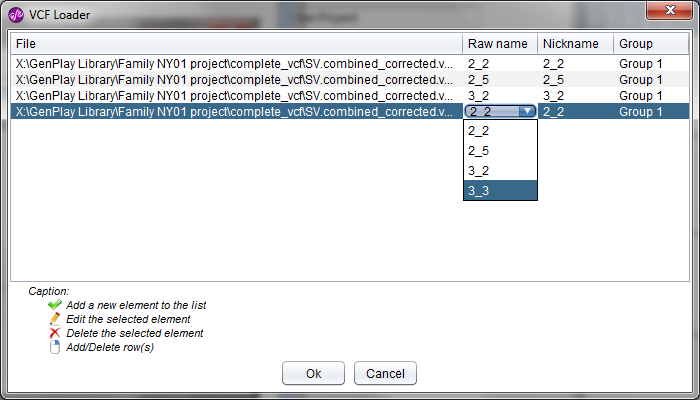 VCF Loader
File Raw name Nickname Group
X:\GenPlay Library\Family NY01 project\complete_vcf\SV.combined_corrected.v... 2_2 2_2 Group 1
X:\GenPlay Library\Family NY01 project\complete_vcf\SV.combined_corrected.v... 2_5 2_5 Group 1
X:\GenPlay Library\Family NY01 project\complete_vcf\SV.combined_corrected.v... 3_2 3_2 Group 1
X:\GenPlay Library\Family NY01 project\complete_vcf\SV.combined_corrected.v... 2_2 2_2 Group 1
2_2
2_5
3_2
3_3
Caption:
Add a new element to the list
Edit the selected element
Delete the selected element
Add/Delete row(s)
Ok Cancel